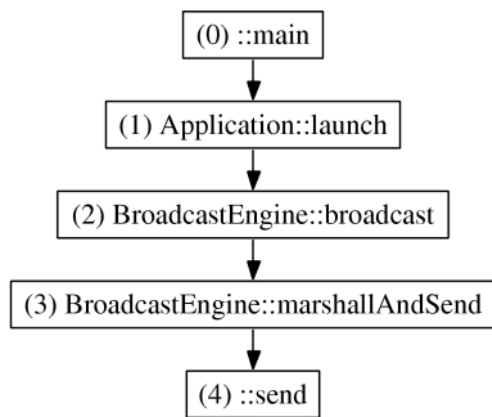 (0) ::main
(1) Application::launch
(2) BroadcastEngine::broadcast
(3) BroadcastEngine::marshallAndSend
(4) ::send